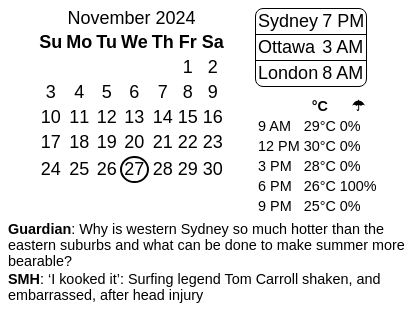 November 2024
Su Mo Tu We Th Fr Sa
1 2
3 4 5 6 7 8 9
10 11 12 13 14 15 16
17 18 19 20 21 22 23
24 25 26 27 28 29 30
Sydney 7 PM
Ottawa 3 AM
London 8 AM
°C ☂
9 AM 29°C 0%
12 PM 30°C 0%
3 PM 28°C 0%
6 PM 26°C 100%
9 PM 25°C 0%
Guardian: Why is western Sydney so much hotter than the
eastern suburbs and what can be done to make summer more
bearable?
SMH: ‘I kooked it’: Surfing legend Tom Carroll shaken, and
embarrassed, after head injury